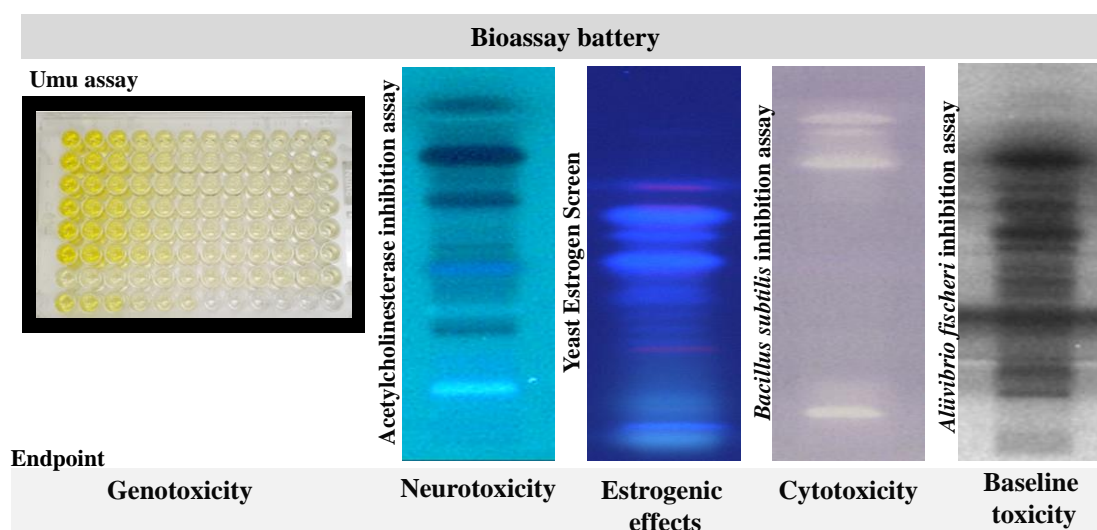 Bioassay battery
Umu assay
Acetylcholinesterase inhibition assay
Yeast Estrogen Screen
Bacillus subtilis inhibition assay
Aliivibrio fischeri inhibition assay
Endpoint
Genotoxicity
Neurotoxicity
Estrogenic
effects
Cytotoxicity
Baseline
toxicity